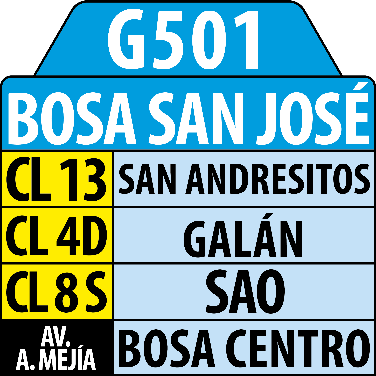 G501
BOSA SAN JOSÉ
CL 13 SAN ANDRESITOS
CL 4D GALÁN
CL 8 S SAO
AV.
A. MEJÍA BOSA CENTRO